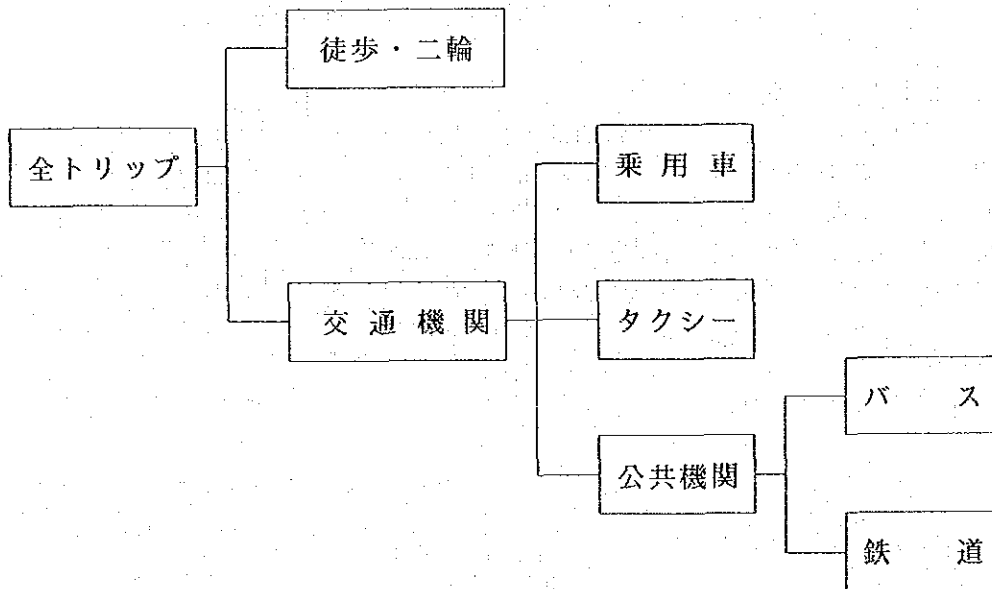 徒歩・二輪
全トリップ
乗用車
交通機関
タクシー
バス
公共機関
鉄道